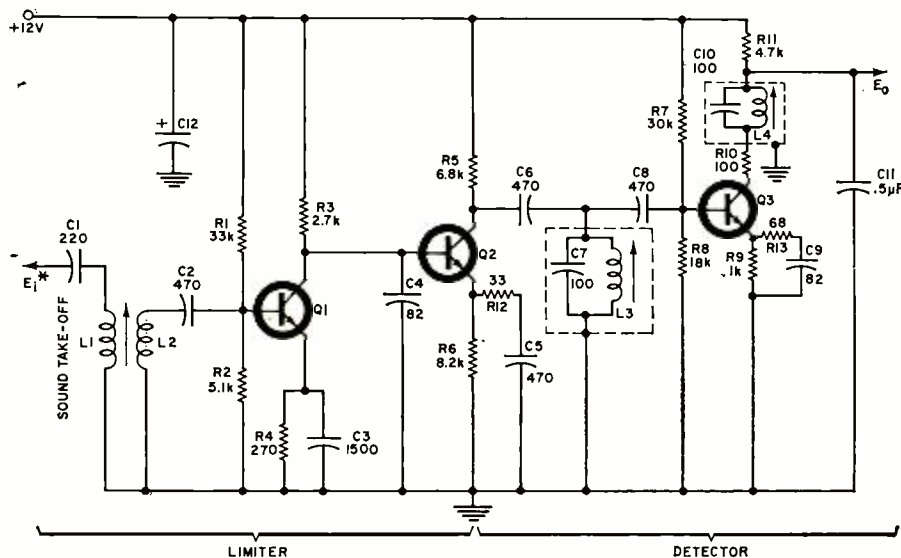 +12V
C12
+
C1
220
Ei*
SOUND TAKE-OFF
L1
L2
C2
470
R1
33k
R2
5.1k
R3
2.7k
Q1
R4
270
C3
1500
C4
82
R5
6.8k
Q2
33
R12
R6
8.2k
C5
470
C6
470
C7
100
L3
C8
470
R7
30k
R8
18k
C10
100
L4
R11
4.7k
Eo
R10
100
Q3
68
R13
R9
1k
C9
82
C11
.5µF
LIMITER
DETECTOR